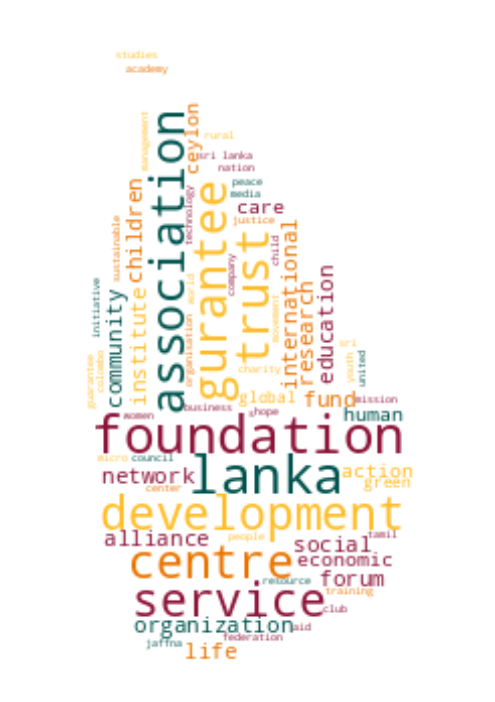 studies
academy
management
association
ceylon
rural
sri lanka
nation
peace
media
care
justice
technology
gurantee
trust
child
company
children
sustainable
international
research
education
community
institute
initiative
world
movement
organisation
guarantee
colombo
charity
sri
youth
united
global
fund
mission
business
hope
s
human
women
foundation
micro
council
lanka
network
action
green
center
development
alliance
people
tamil
social
centre
economic
resource
forum
training
service
club
organization
aid
federation
jaffna
life